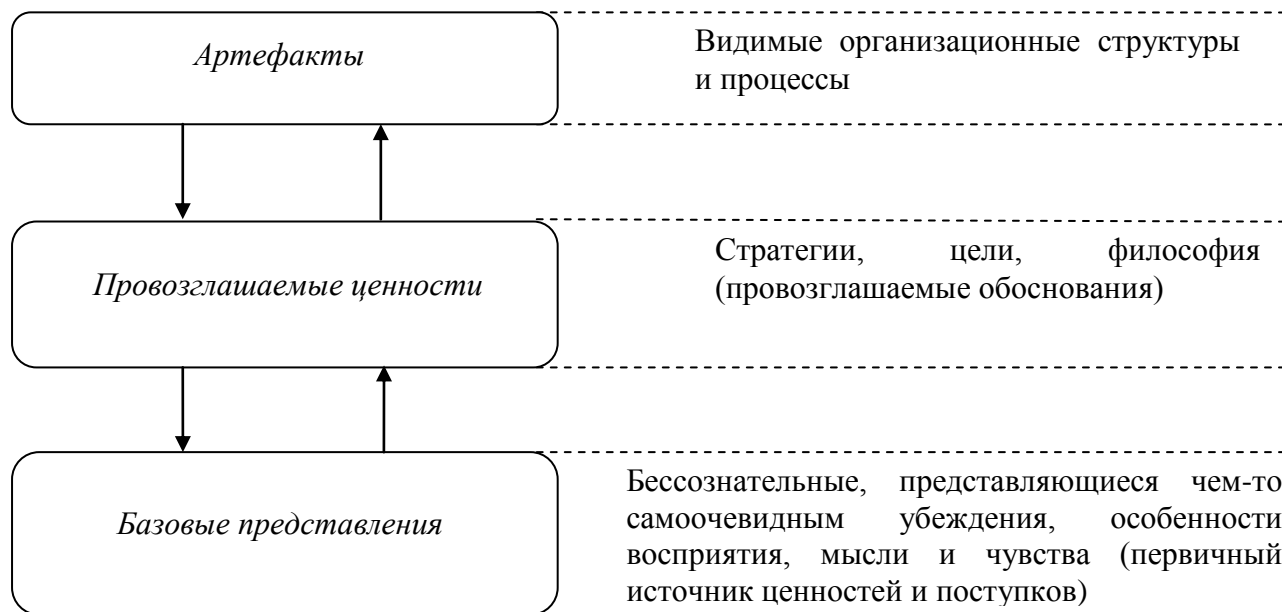 Артефакты
Видимые организационные структуры
и процессы
Провозглашаемые ценности
Стратегии, цели, философия
(провозглашаемые обоснования)
Базовые представления
Бессознательные, представляющиеся чем-то
самоочевидным убеждения, особенности
восприятия, мысли и чувства (первичный
источник ценностей и поступков)